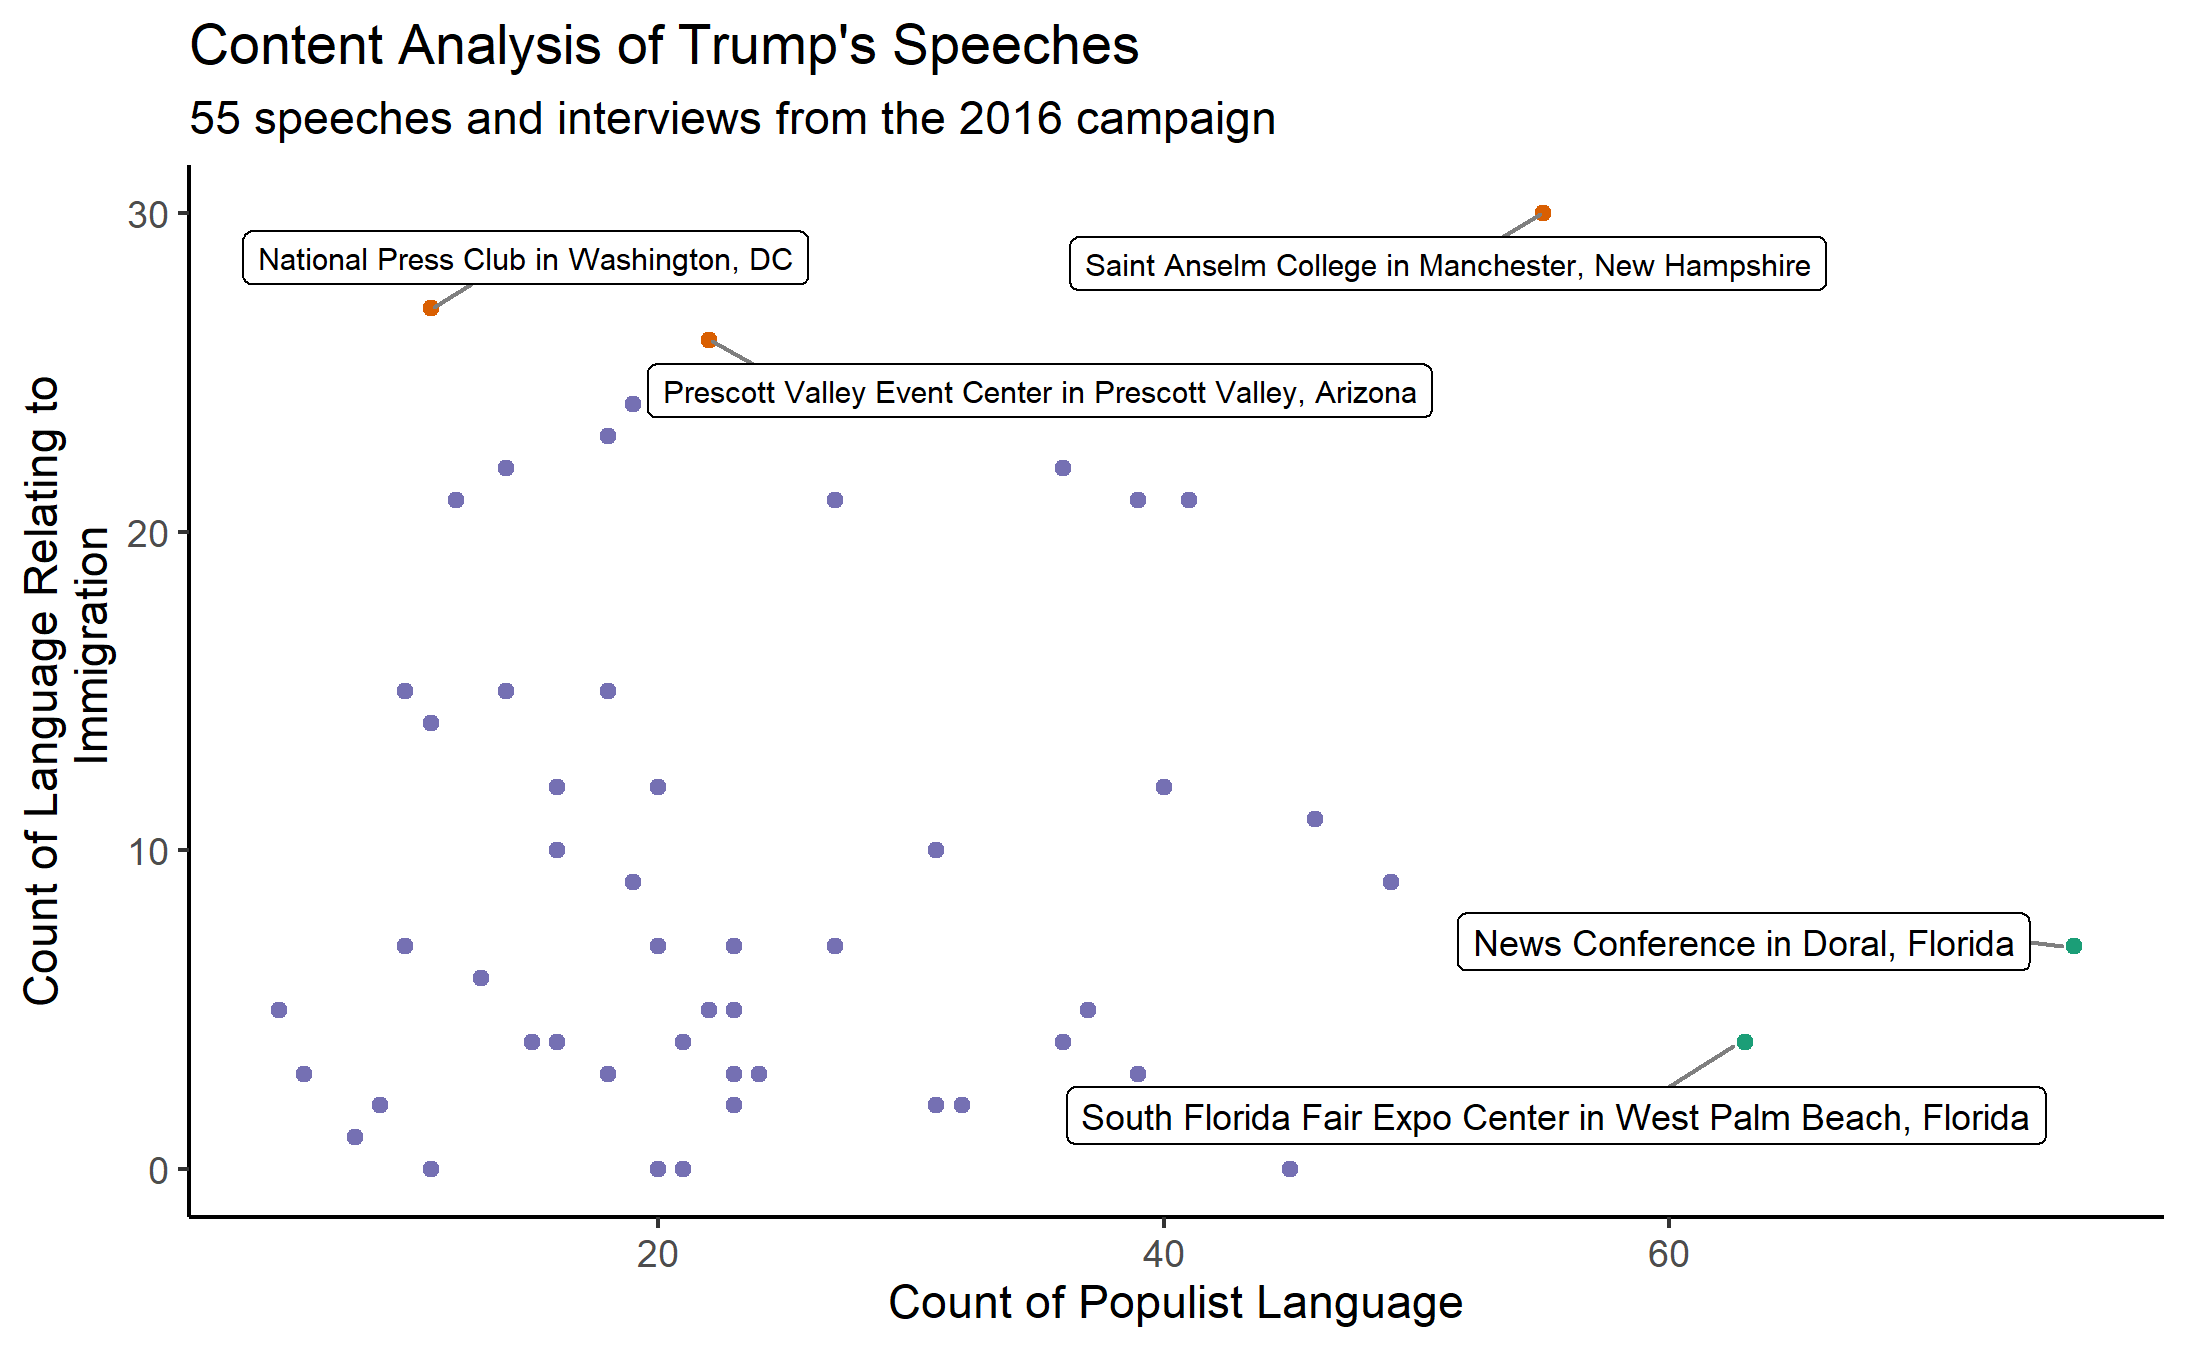 Content Analysis of Trump's Speeches
55 speeches and interviews from the 2016 campaign
Count of Language Relating to
Immigration
30
20
10
0
National Press Club in Washington, DC
Saint Anselm College in Manchester, New Hampshire
Prescott Valley Event Center in Prescott Valley, Arizona
News Conference in Doral, Florida
South Florida Fair Expo Center in West Palm Beach, Florida
20
40
60
Count of Populist Language